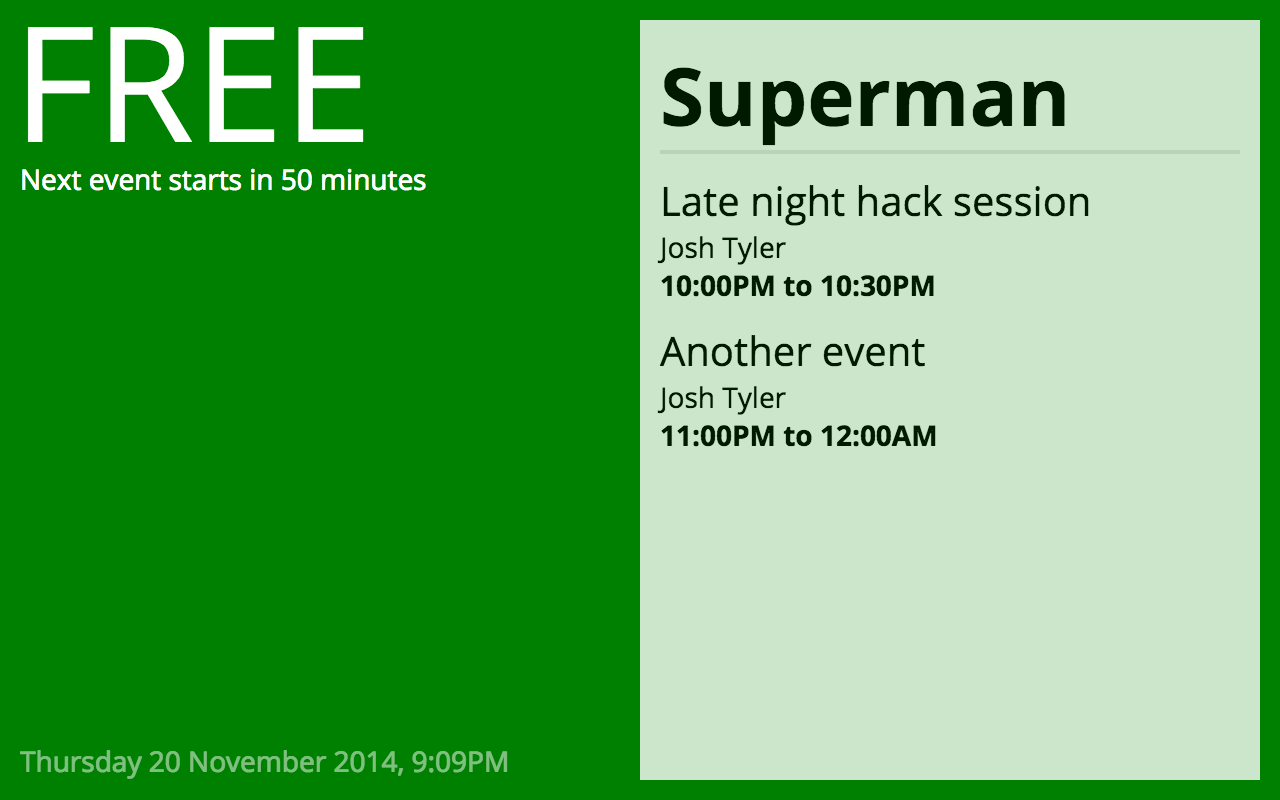 FREE
Next event starts in 50 minutes
Thursday 20 November 2014, 9:09PM
Superman
Late night hack session
Josh Tyler
10:00PM to 10:30PM
Another event
Josh Tyler
11:00PM to 12:00AM